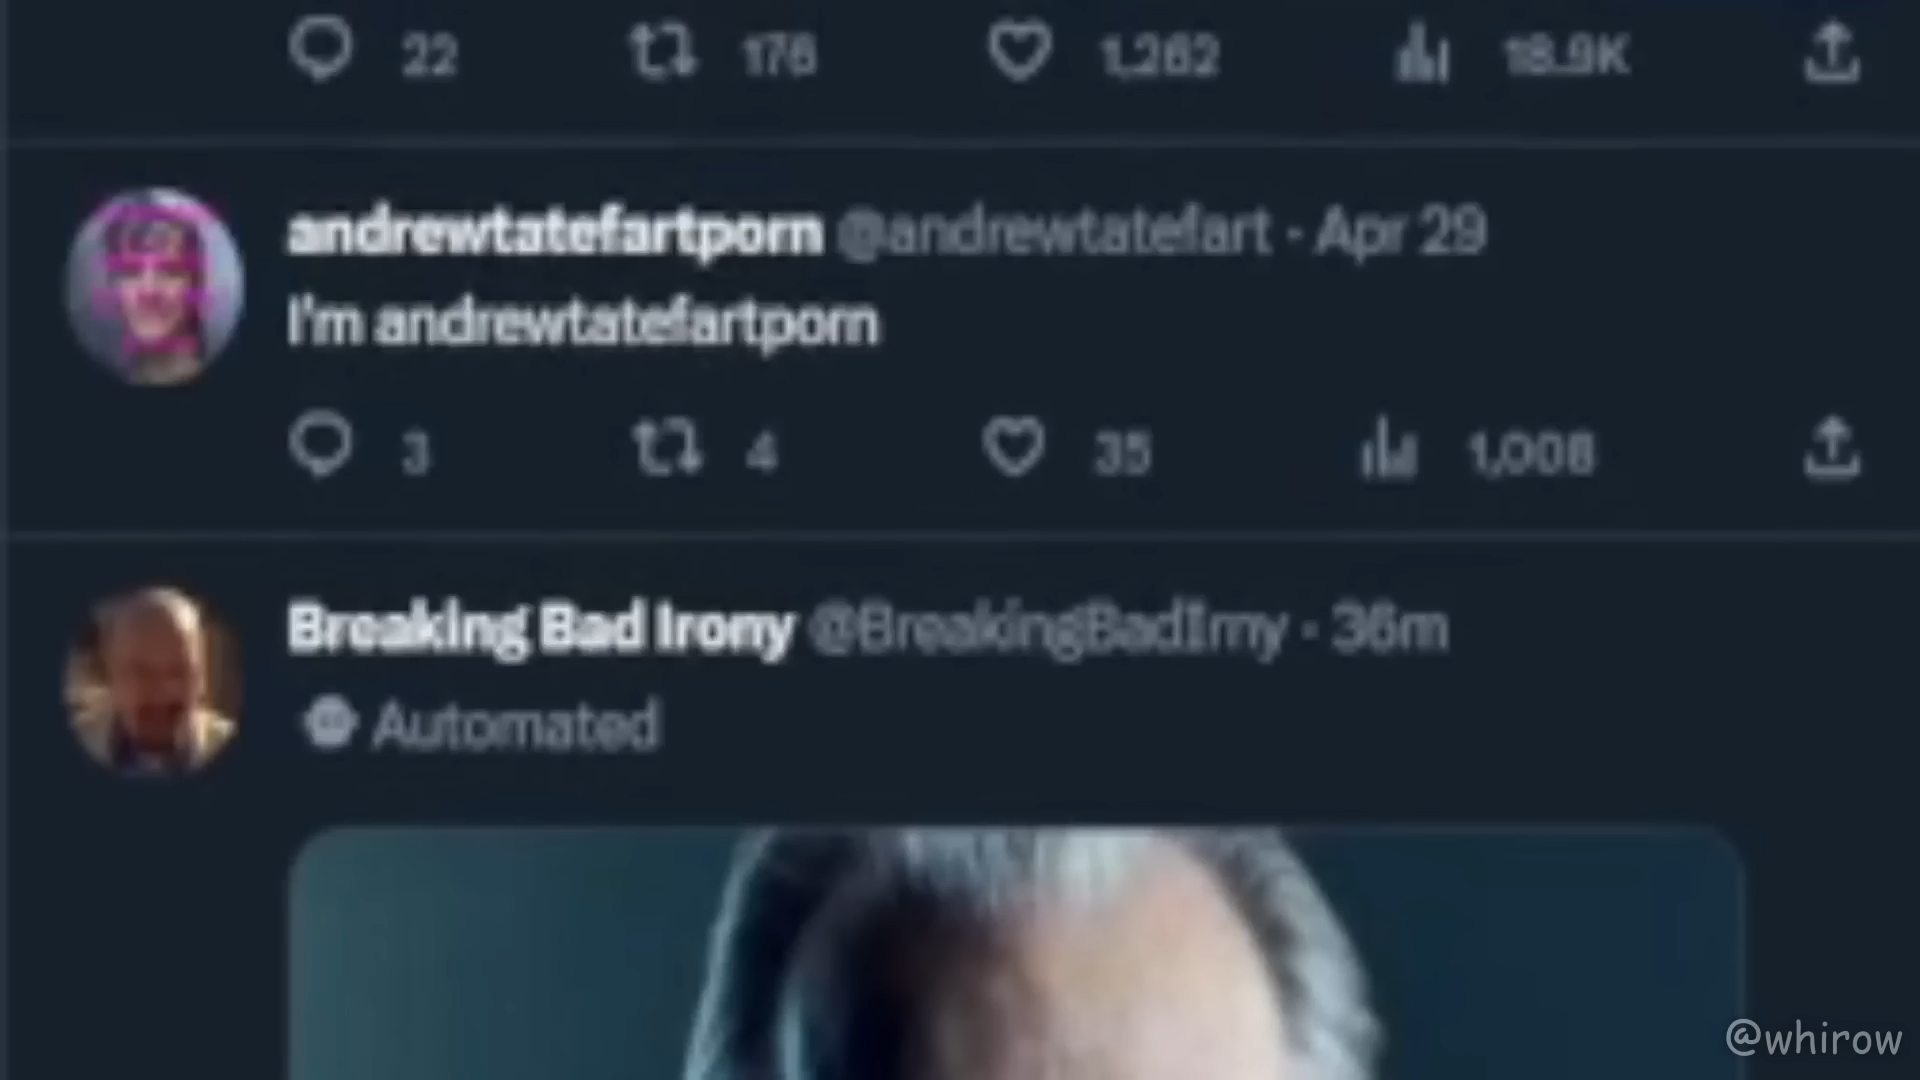 22 176 1,262 18.9K
andrewtatefartporn @andrewtatefart · Apr 29
I'm andrewtatefartporn
3 4 35 1,008
Breaking Bad Irony @BreakingBadIrny · 36m
Automated
@whirow